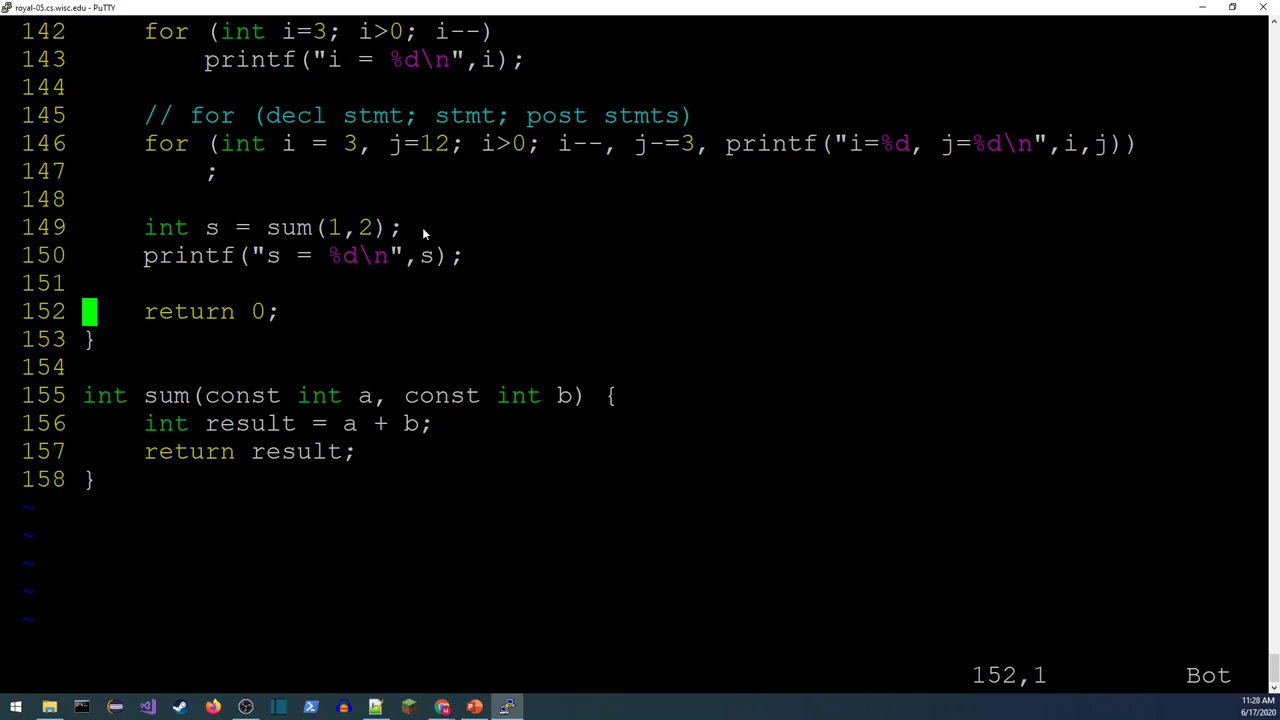 royal-05.cs.wisc.edu - PuTTY
142     for (int i=3; i>0; i--)
143         printf("i = %d\n",i);
144
145     // for (decl stmt; stmt; post stmts)
146     for (int i = 3, j=12; i>0; i--, j-=3, printf("i=%d, j=%d\n",i,j))
147         ;
148
149     int s = sum(1,2);
150     printf("s = %d\n",s);
151
152     return 0;
153 }
154
155 int sum(const int a, const int b) {
156     int result = a + b;
157     return result;
158 }
~
~
~
~
~
152,1 Bot
11:28 AM
6/17/2020